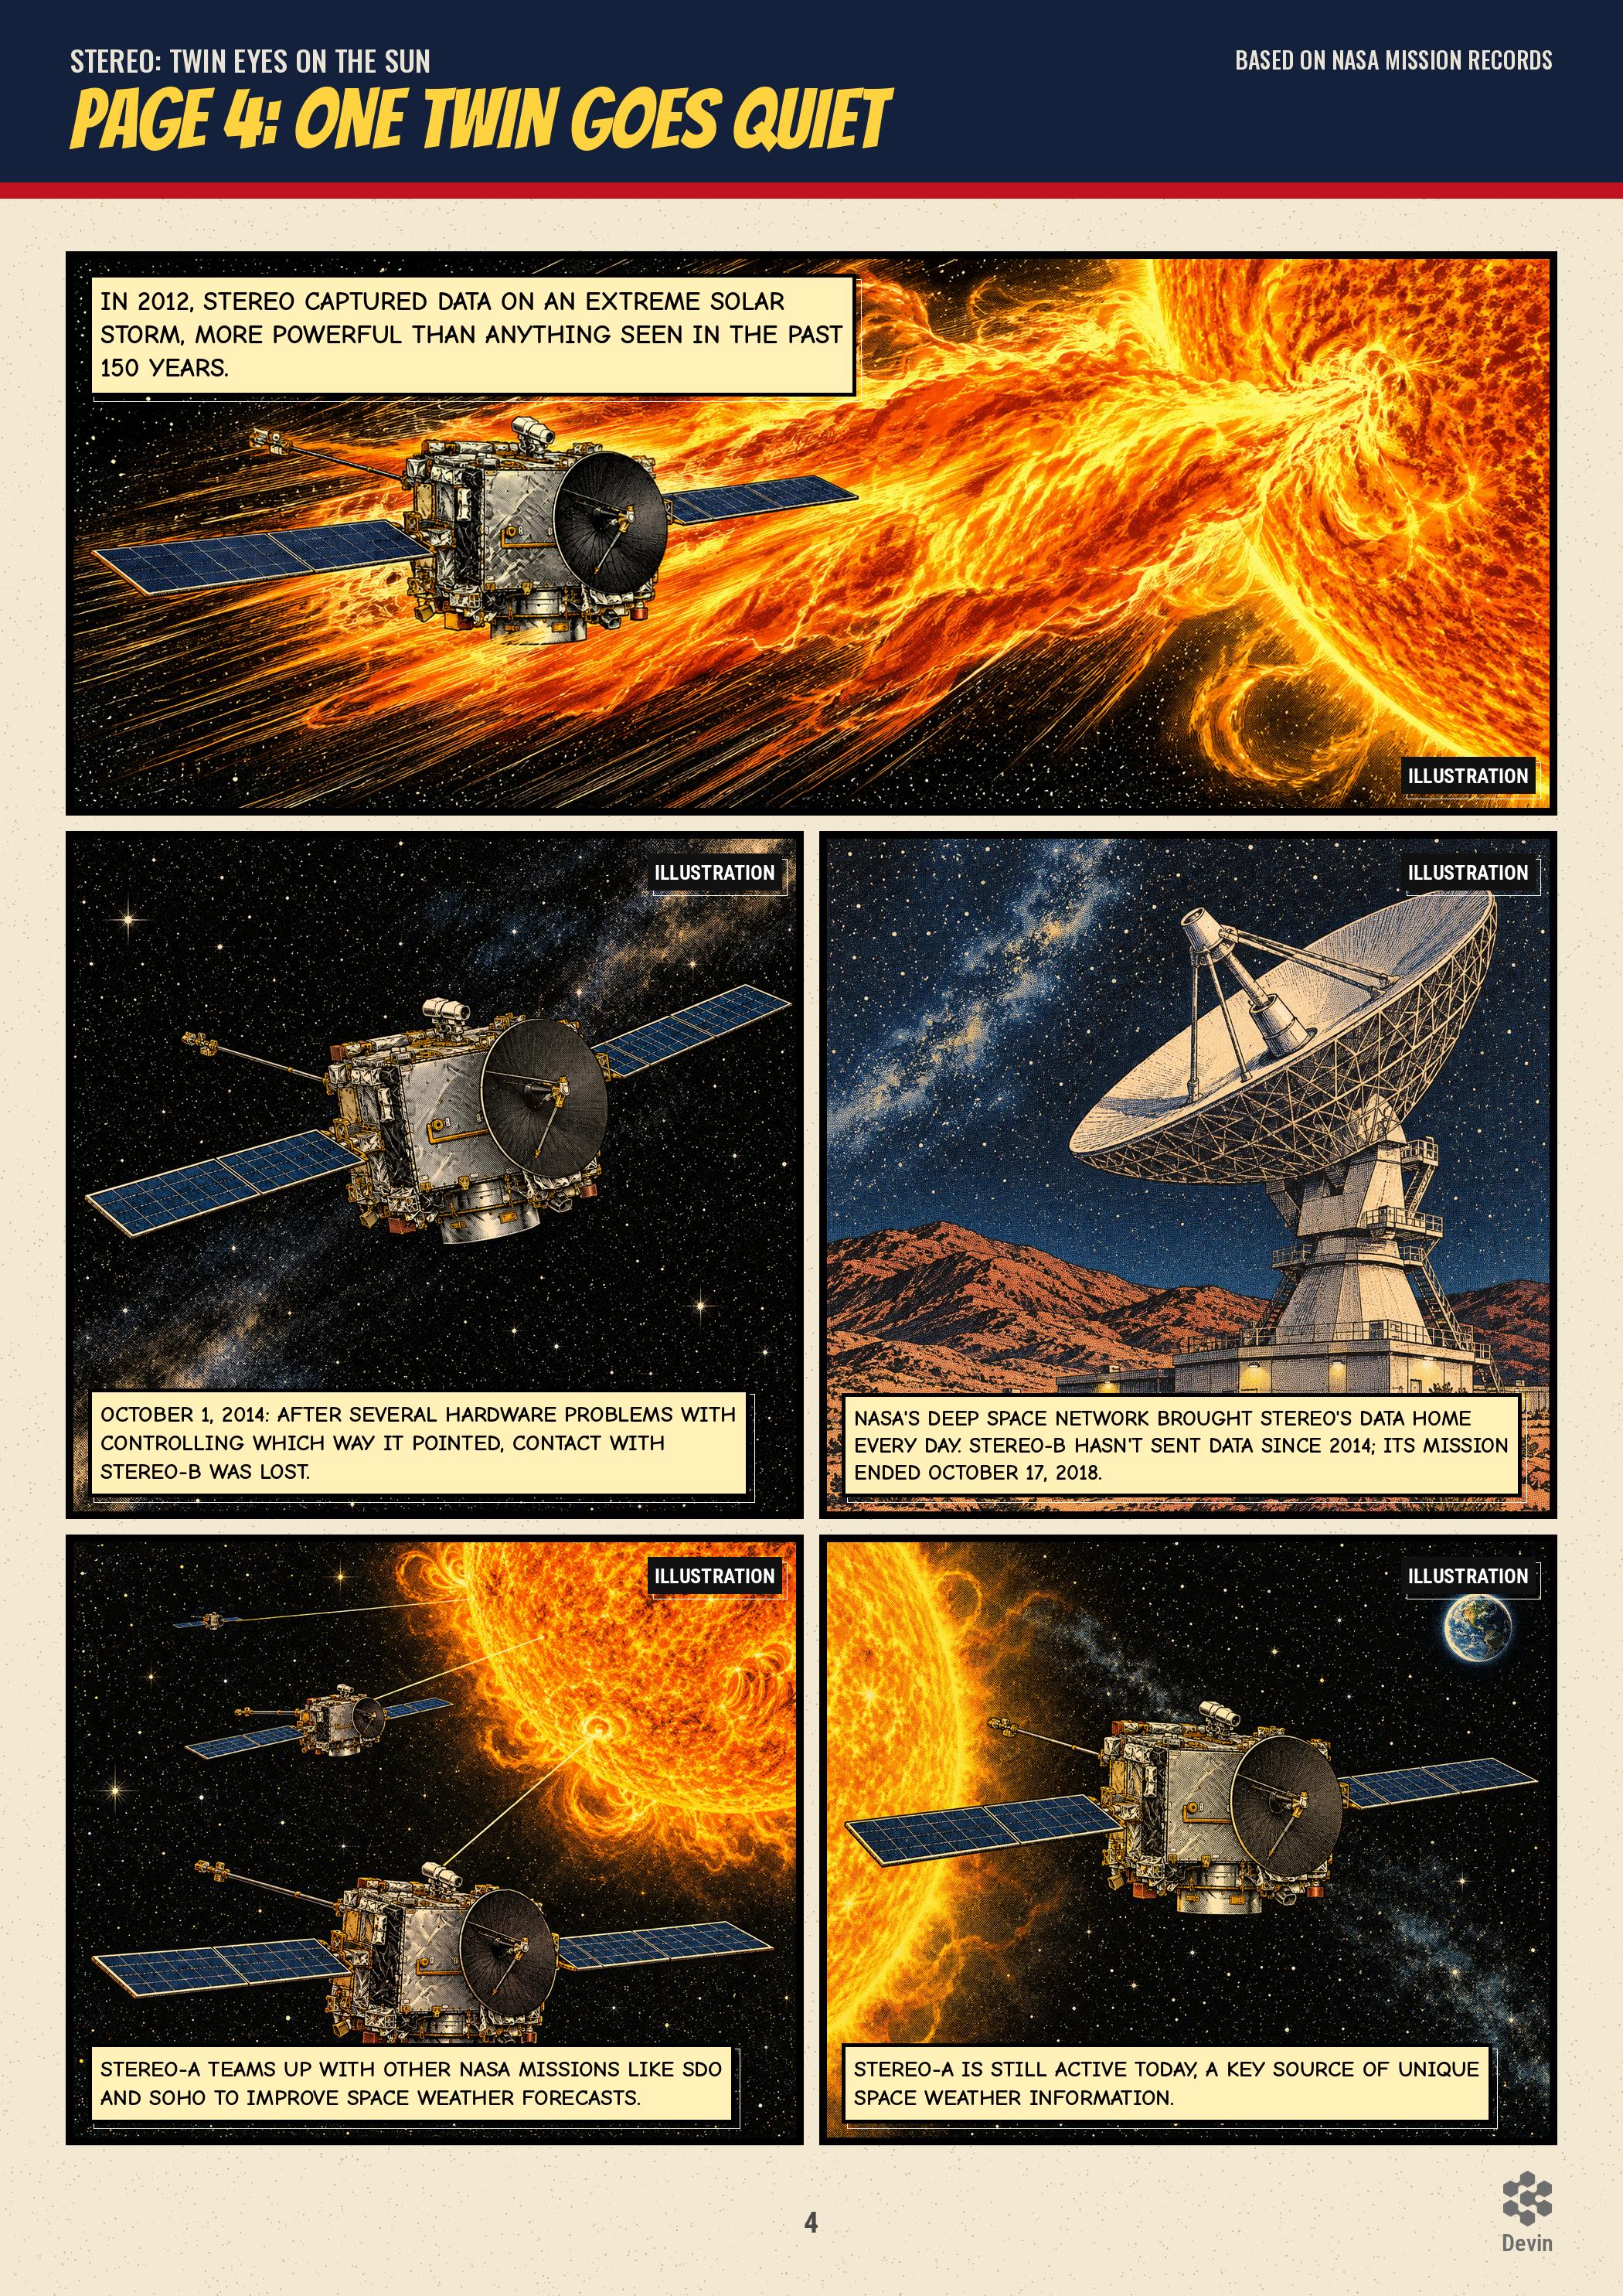 STEREO: TWIN EYES ON THE SUN
BASED ON NASA MISSION RECORDS
PAGE 4: ONE TWIN GOES QUIET
IN 2012, STEREO CAPTURED DATA ON AN EXTREME SOLAR
STORM, MORE POWERFUL THAN ANYTHING SEEN IN THE PAST
150 YEARS.
ILLUSTRATION
ILLUSTRATION
OCTOBER 1, 2014: AFTER SEVERAL HARDWARE PROBLEMS WITH
CONTROLLING WHICH WAY IT POINTED, CONTACT WITH
STEREO-B WAS LOST.
ILLUSTRATION
NASA'S DEEP SPACE NETWORK BROUGHT STEREO'S DATA HOME
EVERY DAY. STEREO-B HASN'T SENT DATA SINCE 2014; ITS MISSION
ENDED OCTOBER 17, 2018.
ILLUSTRATION
STEREO-A TEAMS UP WITH OTHER NASA MISSIONS LIKE SDO
AND SOHO TO IMPROVE SPACE WEATHER FORECASTS.
ILLUSTRATION
STEREO-A IS STILL ACTIVE TODAY, A KEY SOURCE OF UNIQUE
SPACE WEATHER INFORMATION.
4
Devin